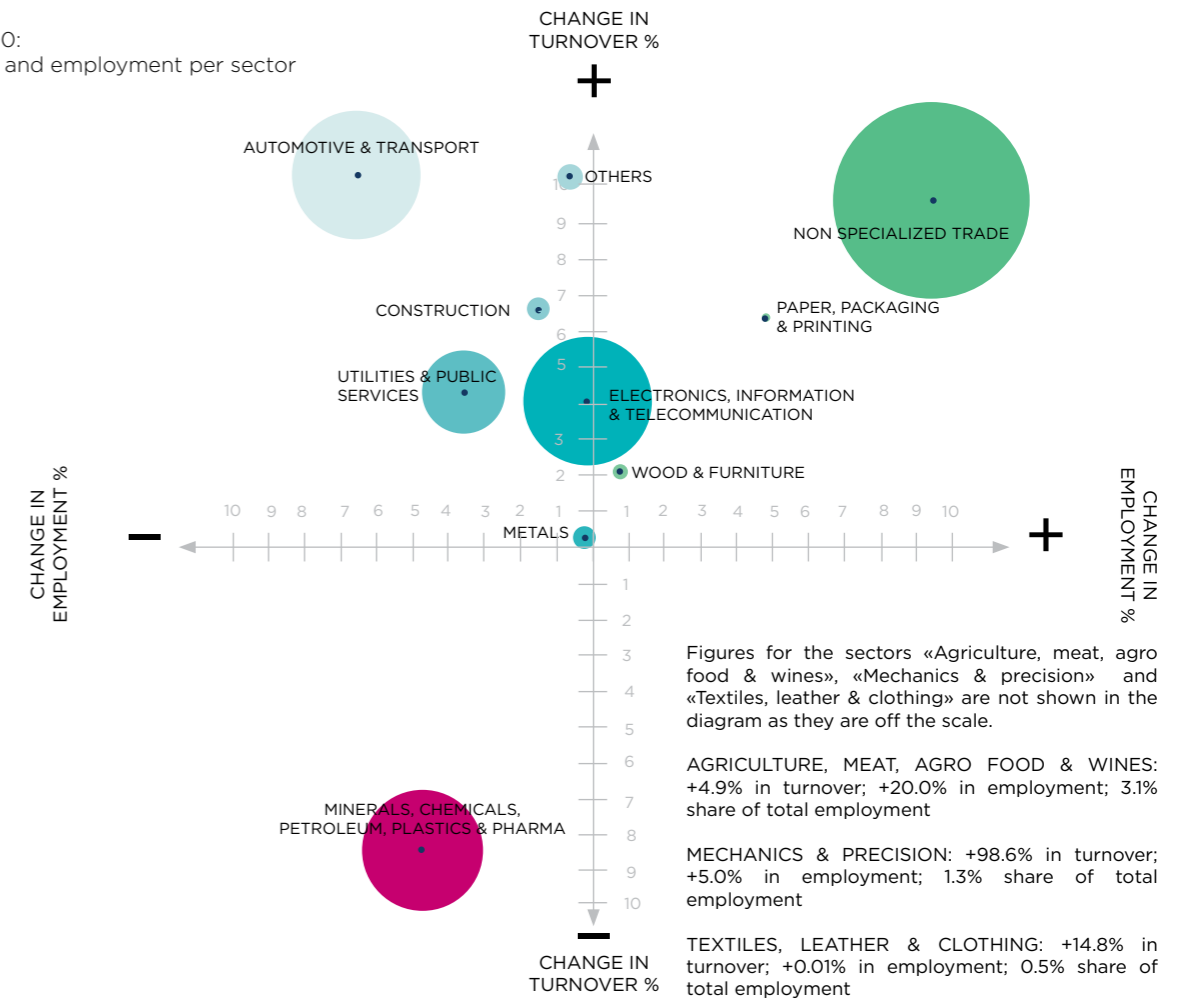 0:
and employment per sector
CHANGE IN
TURNOVER %
+
AUTOMOTIVE & TRANSPORT
OTHERS
10
9
8
7
6
5
3
2
NON SPECIALIZED TRADE
CONSTRUCTION
PAPER, PACKAGING
& PRINTING
UTILITIES & PUBLIC
SERVICES
ELECTRONICS, INFORMATION
& TELECOMMUNICATION
WOOD & FURNITURE
METALS
CHANGE IN
EMPLOYMENT %
−
10 9 8 7 6 5 4 3 2 1 1 2 3 4 5 6 7 8 9 10
+
CHANGE IN
EMPLOYMENT %
1
2
3
4
5
6
7
8
9
10
MINERALS, CHEMICALS,
PETROLEUM, PLASTICS & PHARMA
−
CHANGE IN
TURNOVER %
Figures for the sectors «Agriculture, meat, agro
food & wines», «Mechanics & precision» and
«Textiles, leather & clothing» are not shown in the
diagram as they are off the scale.
AGRICULTURE, MEAT, AGRO FOOD & WINES:
+4.9% in turnover; +20.0% in employment; 3.1%
share of total employment
MECHANICS & PRECISION: +98.6% in turnover;
+5.0% in employment; 1.3% share of total
employment
TEXTILES, LEATHER & CLOTHING: +14.8% in
turnover; +0.01% in employment; 0.5% share of
total employment